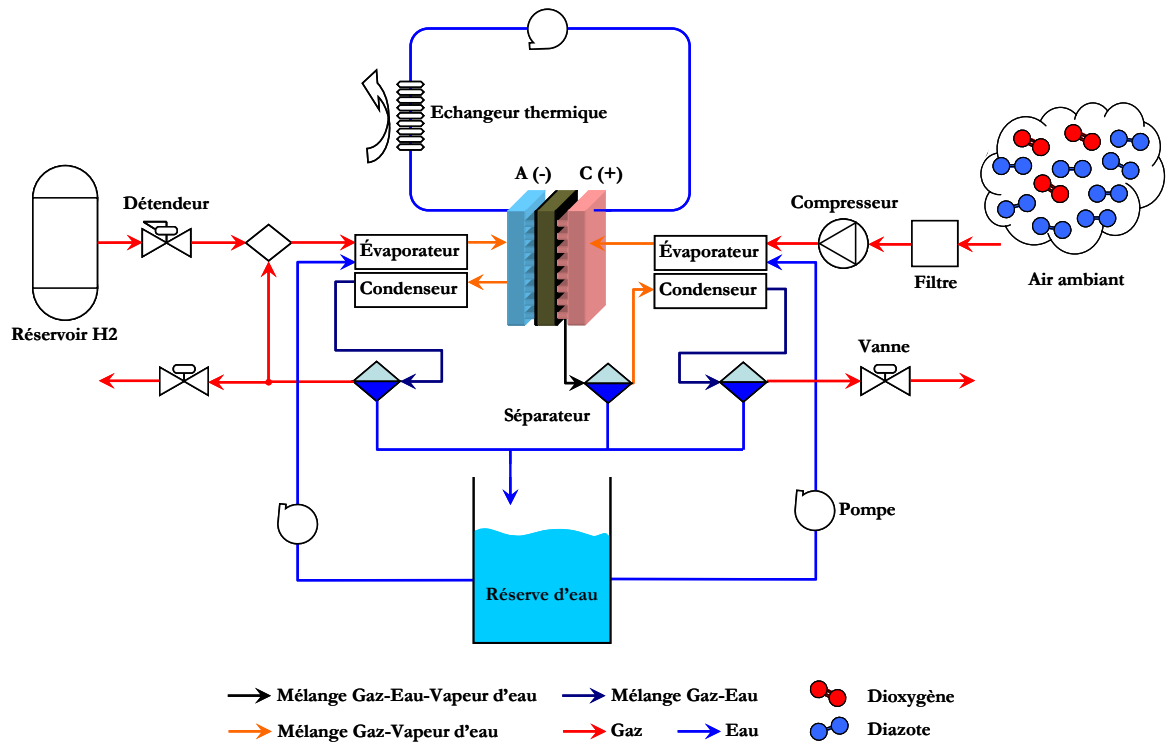 Echangeur thermique
A (-)
C (+)
Détendeur
Compresseur
Évaporateur
Évaporateur
Condenseur
Condenseur
Filtre
Air ambiant
Réservoir H2
Vanne
Séparateur
Pompe
Réserve d'eau
Mélange Gaz-Eau-Vapeur d'eau
Mélange Gaz-Eau
Dioxygène
Mélange Gaz-Vapeur d'eau
Gaz
Eau
Diazote